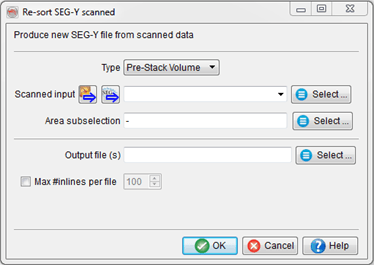 Re-sort SEG-Y scanned
Produce new SEG-Y file from scanned data
Type Pre-Stack Volume
Scanned input SEG Select ...
Area subselection - Select ...
Output file (s) Select ...
Max #inlines per file 100
OK Cancel ? Help